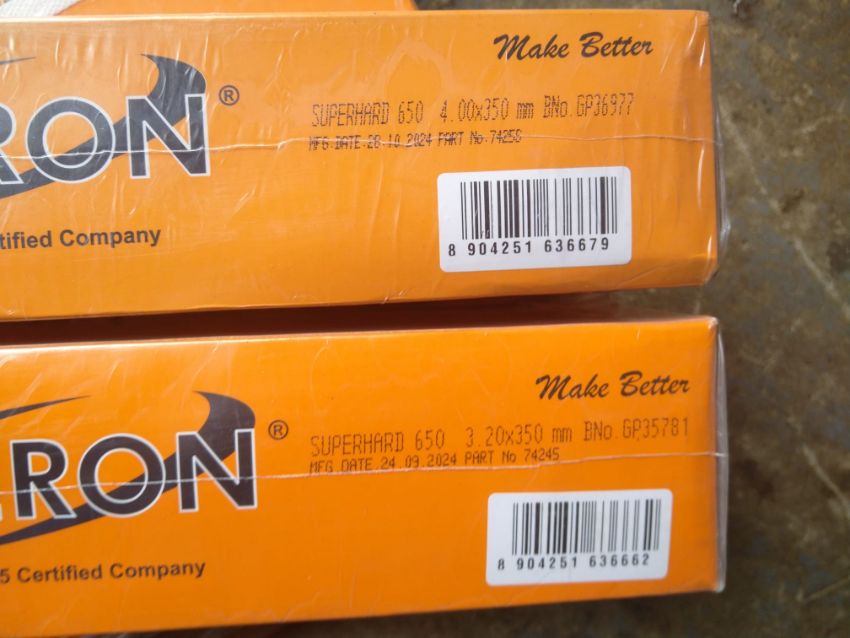 Make Better
RON®
SUPERHARD 650 4.00x350 mm BNo. GP36977
MFG.DATE.28.10.2024 PART No. 74256
tified Company
8 904251 636679
Make Better
RON®
SUPERHARD 650 3.20x350 mm BNo. GP35781
MFG.DATE.24.09.2024 PART No 74245
5 Certified Company
8 904251 636662